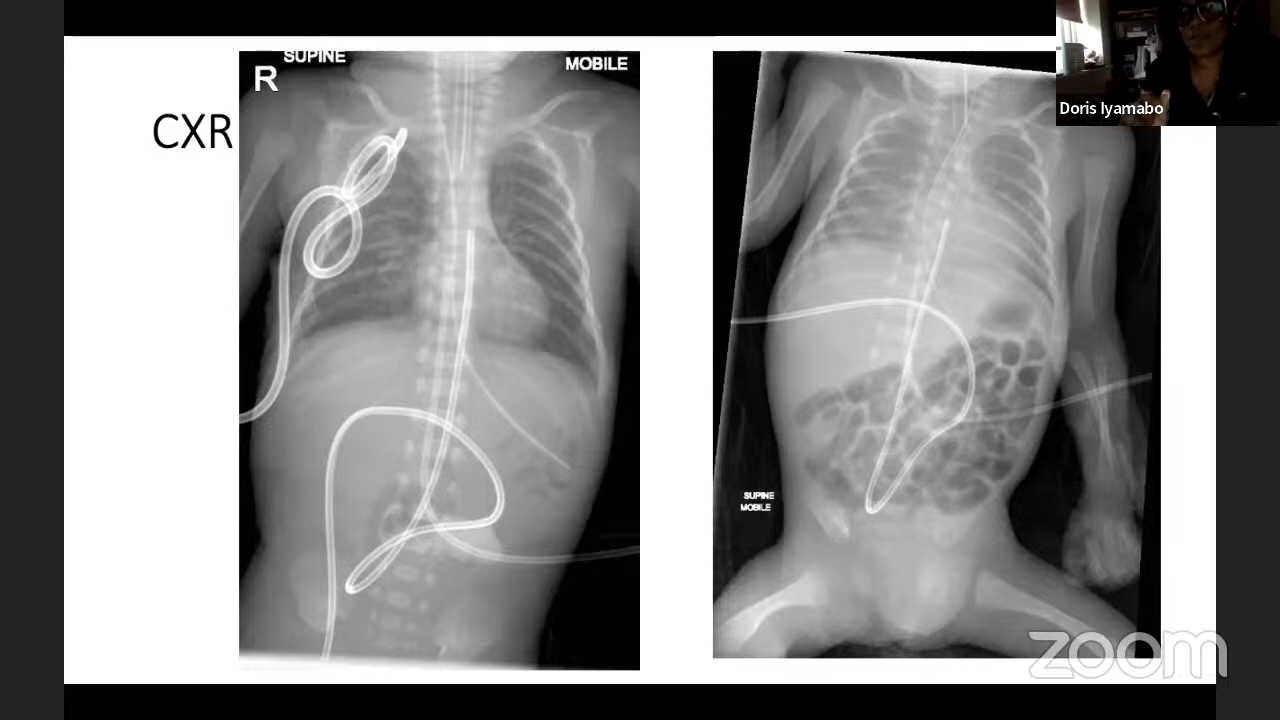 CXR
SUPINE
R
MOBILE
SUPINE
MOBILE
Doris Iyamabo
zoom